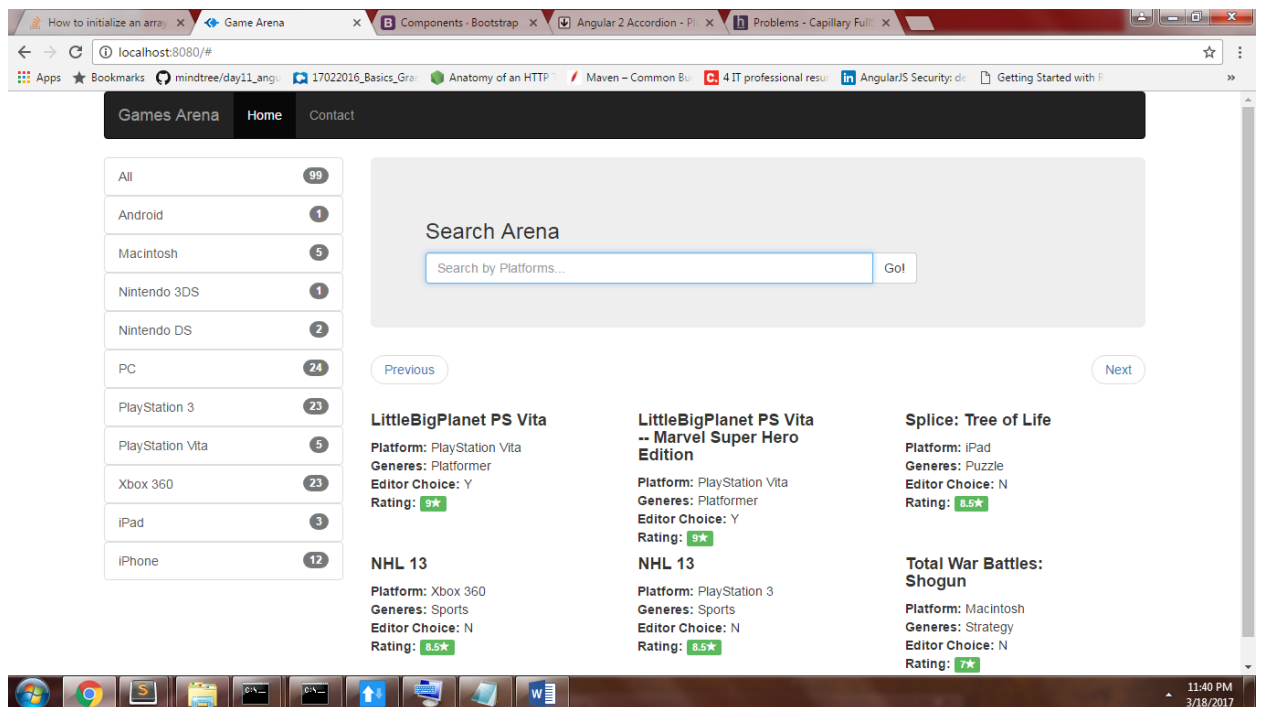 How to initialize an array
Game Arena
Components · Bootstrap
Angular 2 Accordion - Pl
Problems - Capillary Full
localhost:8080/#
Apps
Bookmarks
mindtree/day11_angu
17022016_Basics_Gra
Anatomy of an HTTP
Maven – Common Bu
4 IT professional resu
AngularJS Security: de
Getting Started with
»
Games Arena
Home
Contact
All 99
Android 1
Macintosh 5
Nintendo 3DS 1
Nintendo DS 2
PC 24
PlayStation 3 23
PlayStation Vita 5
Xbox 360 23
iPad 3
iPhone 12
Search Arena
Search by Platforms...
Go!
Previous
Next
LittleBigPlanet PS Vita
Platform: PlayStation Vita
Generes: Platformer
Editor Choice: Y
Rating: 9★
LittleBigPlanet PS Vita
-- Marvel Super Hero
Edition
Platform: PlayStation Vita
Generes: Platformer
Editor Choice: Y
Rating: 9★
Splice: Tree of Life
Platform: iPad
Generes: Puzzle
Editor Choice: N
Rating: 8.5★
NHL 13
Platform: Xbox 360
Generes: Sports
Editor Choice: N
Rating: 8.5★
NHL 13
Platform: PlayStation 3
Generes: Sports
Editor Choice: N
Rating: 8.5★
Total War Battles:
Shogun
Platform: Macintosh
Generes: Strategy
Editor Choice: N
Rating: 7★
11:40 PM
3/18/2017